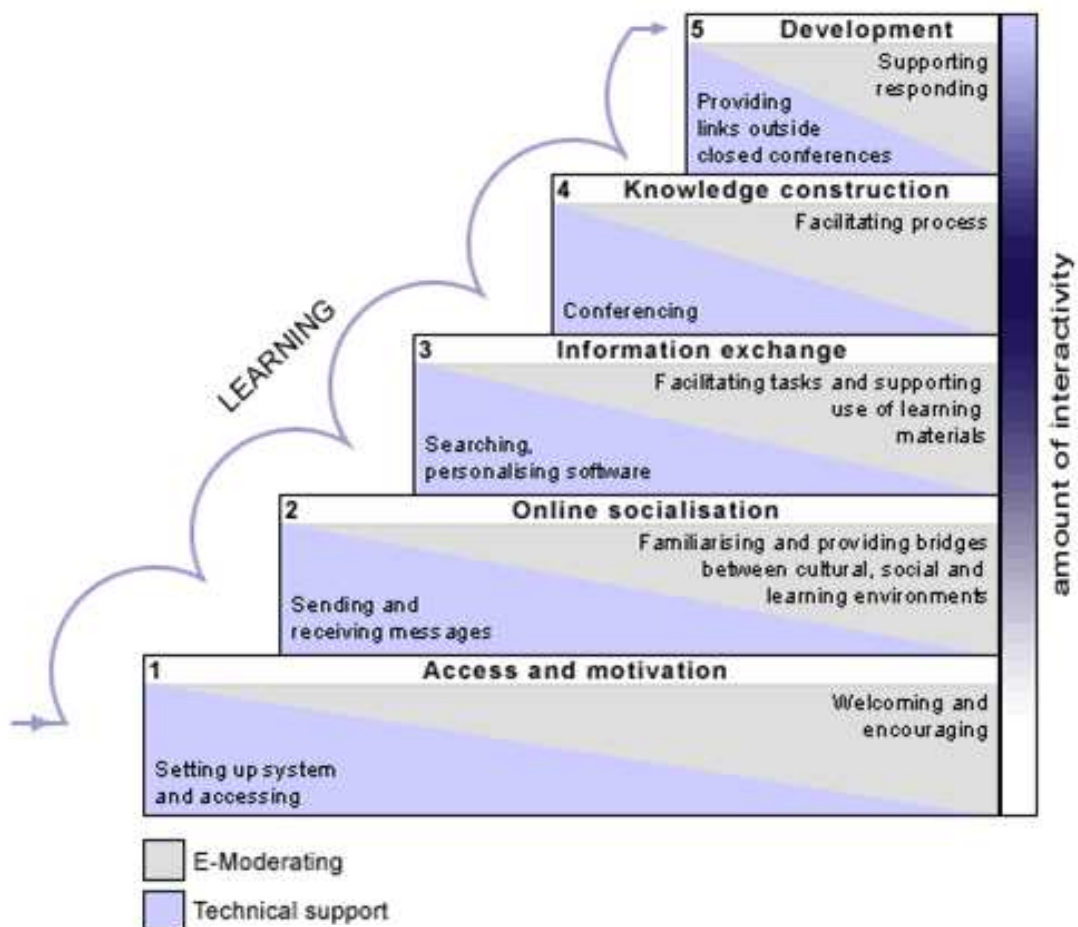 5 Development
Supporting
responding
Providing
links outside
closed conferences
4 Knowledge construction
Facilitating process
Conferencing
3 Information exchange
Facilitating tasks and supporting
use of learning
materials
Searching,
personalising software
2 Online socialisation
Familiarising and providing bridges
between cultural, social and
learning environments
Sending and
receiving messages
1 Access and motivation
Welcoming and
encouraging
Setting up system
and accessing
LEARNING
amount of interactivity
E-Moderating
Technical support